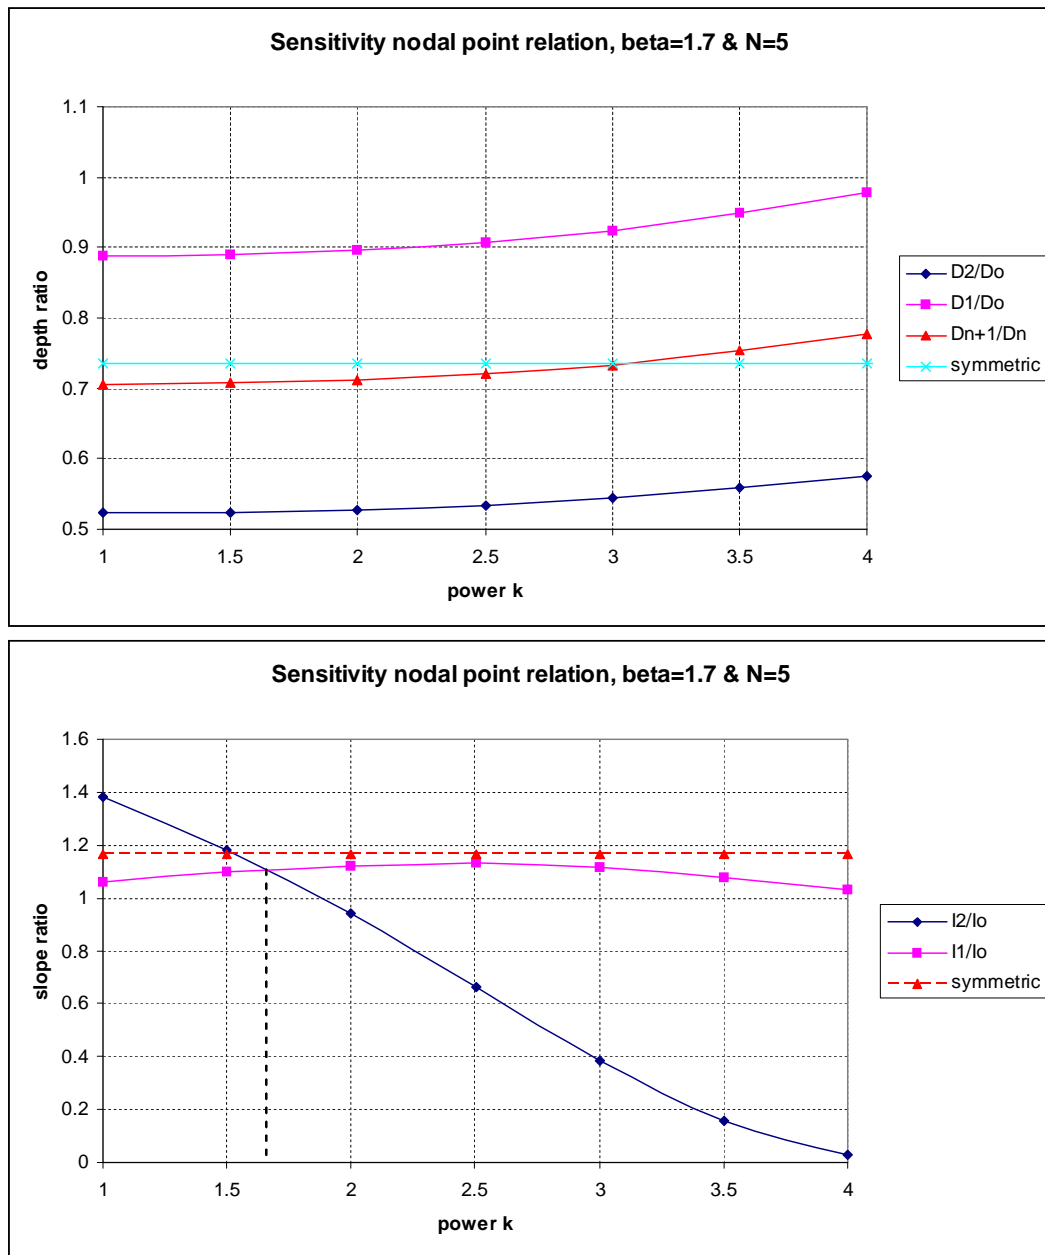 Sensitivity nodal point relation, beta=1.7 & N=5
depth ratio
1.1
1
0.9
0.8
0.7
0.6
0.5
1 1.5 2 2.5 3 3.5 4
power k
D2/Do
D1/Do
Dn+1/Dn
symmetric
Sensitivity nodal point relation, beta=1.7 & N=5
slope ratio
1.6
1.4
1.2
1
0.8
0.6
0.4
0.2
0
1 1.5 2 2.5 3 3.5 4
power k
I2/Io
I1/Io
symmetric